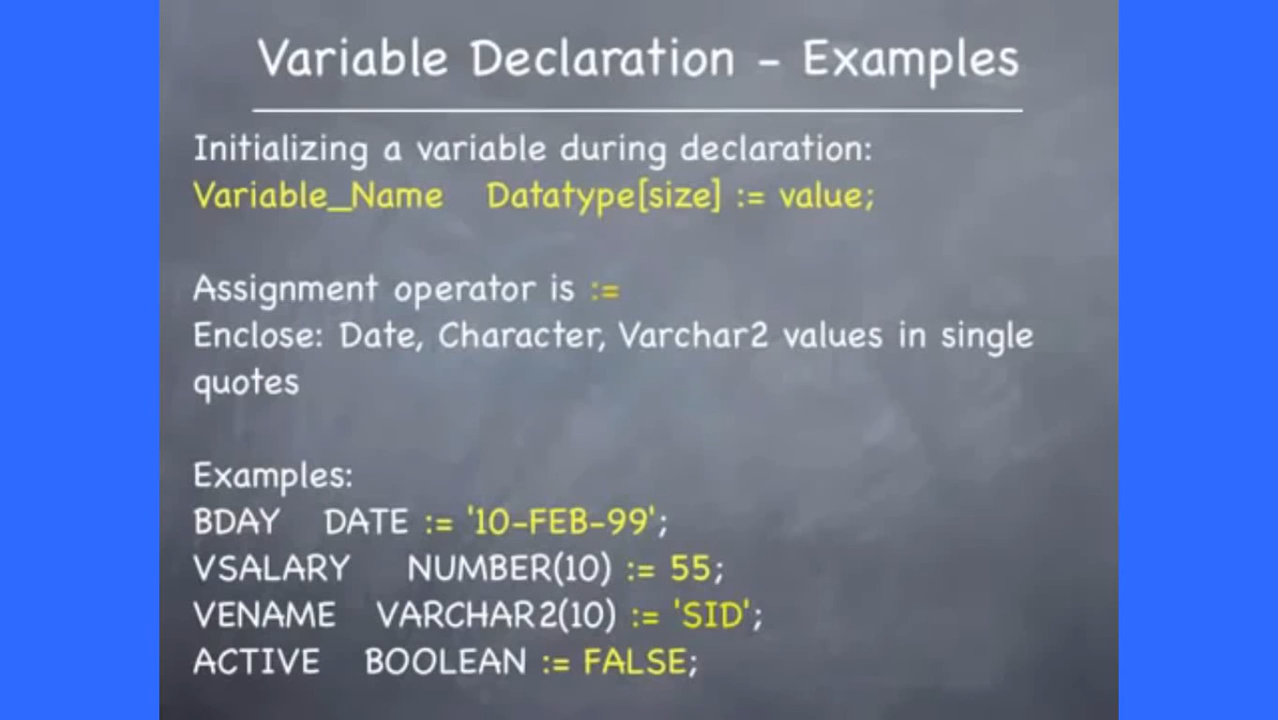 Variable Declaration - Examples
Initializing a variable during declaration:
Variable_Name Datatype[size] := value;
Assignment operator is :=
Enclose: Date, Character, Varchar2 values in single
quotes
Examples:
BDAY DATE := '10-FEB-99';
VSALARY NUMBER(10) := 55;
VENAME VARCHAR2(10) := 'SID';
ACTIVE BOOLEAN := FALSE;